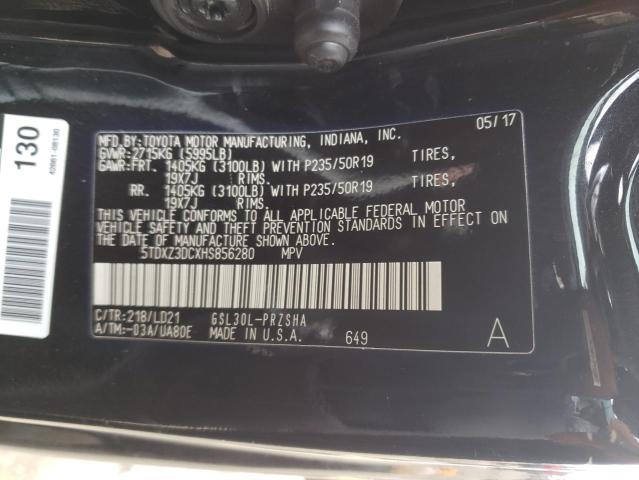 130
62661-08130
MFD.BY:TOYOTA MOTOR MANUFACTURING, INDIANA, INC. 05/17
GVWR:2715KG (5995LB)
GAWR:FRT. 1405KG (3100LB) WITH P235/50R19 TIRES,
19X7J RIMS.
RR. 1405KG (3100LB) WITH P235/50R19 TIRES,
19X7J RIMS.
THIS VEHICLE CONFORMS TO ALL APPLICABLE FEDERAL MOTOR
VEHICLE SAFETY AND THEFT PREVENTION STANDARDS IN EFFECT ON
THE DATE OF MANUFACTURE SHOWN ABOVE.
5TDXZ3DCXHS856280 MPV
C/TR:218/LD21 GSL30L-PRZSHA
A/TM:-03A/UA80E MADE IN U.S.A. 649 A